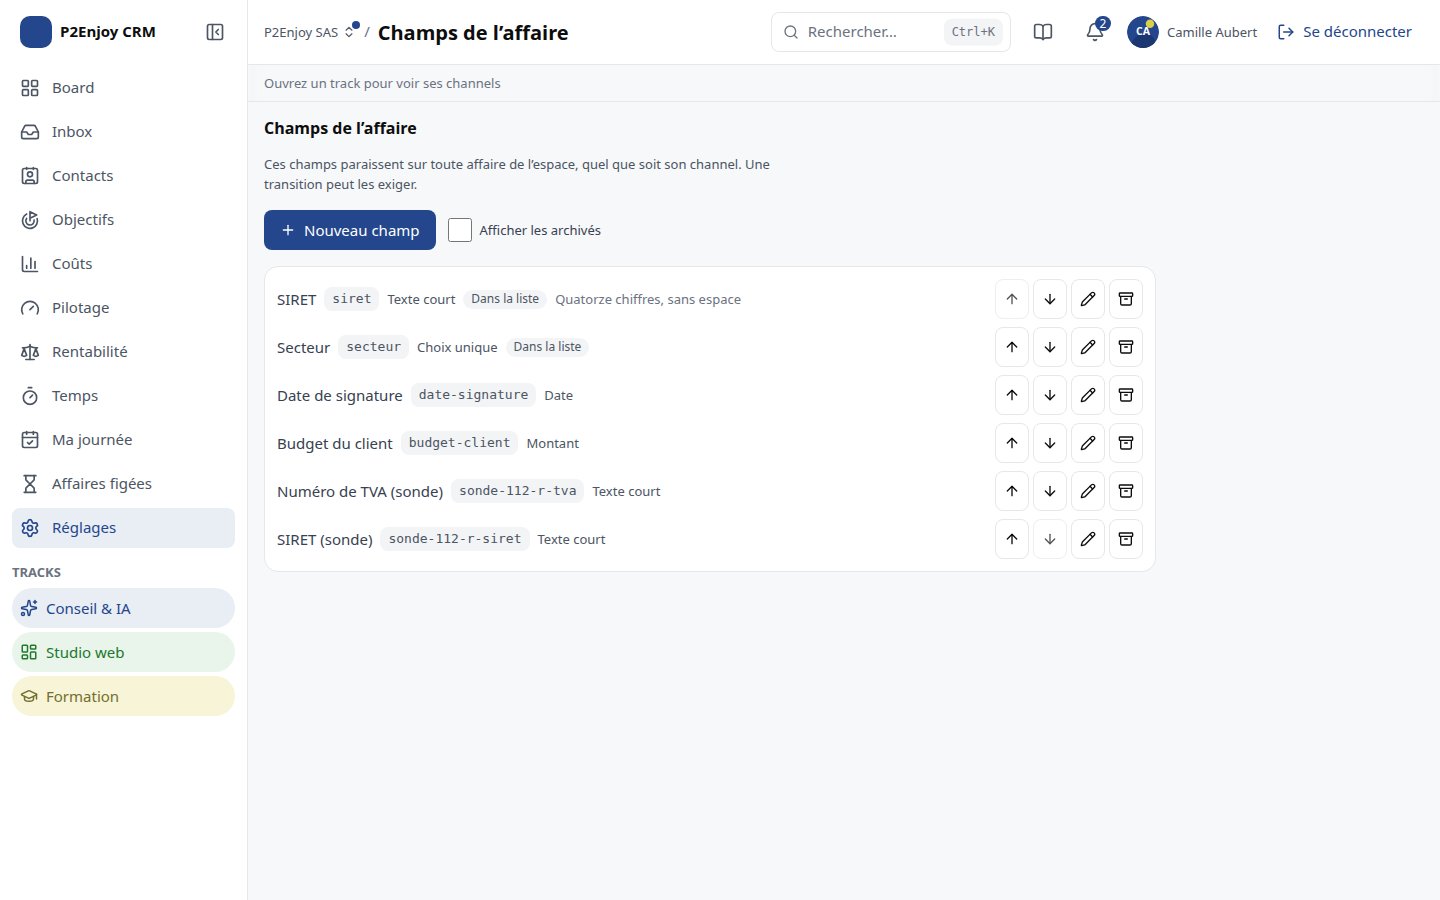 P2Enjoy CRM
Board
Inbox
Contacts
Objectifs
Coûts
Pilotage
Rentabilité
Temps
Ma journée
Affaires figées
Réglages
TRACKS
Conseil & IA
Studio web
Formation
P2Enjoy SAS / Champs de l’affaire
Rechercher... Ctrl+K
2
CA Camille Aubert
Se déconnecter
Ouvrez un track pour voir ses channels
Champs de l’affaire
Ces champs paraissent sur toute affaire de l’espace, quel que soit son channel. Une
transition peut les exiger.
Nouveau champ
Afficher les archivés
SIRET siret Texte court Dans la liste Quatorze chiffres, sans espace
Secteur secteur Choix unique Dans la liste
Date de signature date-signature Date
Budget du client budget-client Montant
Numéro de TVA (sonde) sonde-112-r-tva Texte court
SIRET (sonde) sonde-112-r-siret Texte court